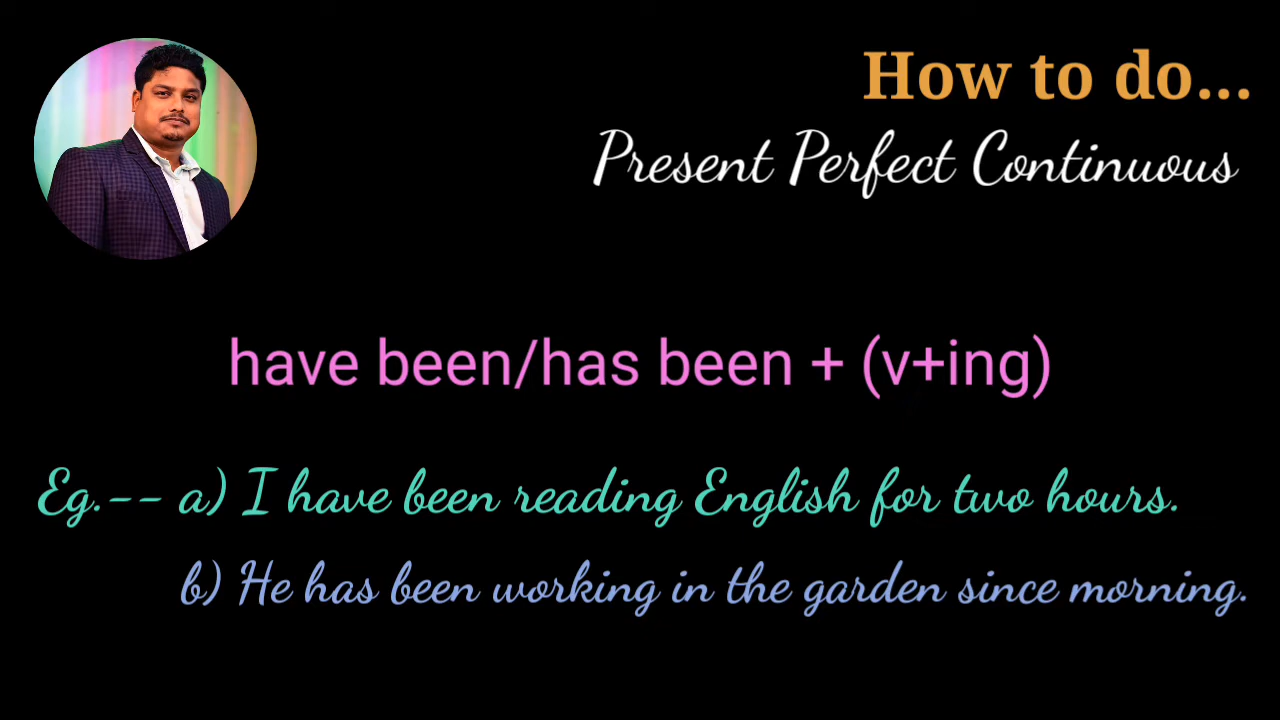 How to do...
Present Perfect Continuous
have been/has been + (v+ing)
Eg.-- a) I have been reading English for two hours.
b) He has been working in the garden since morning.